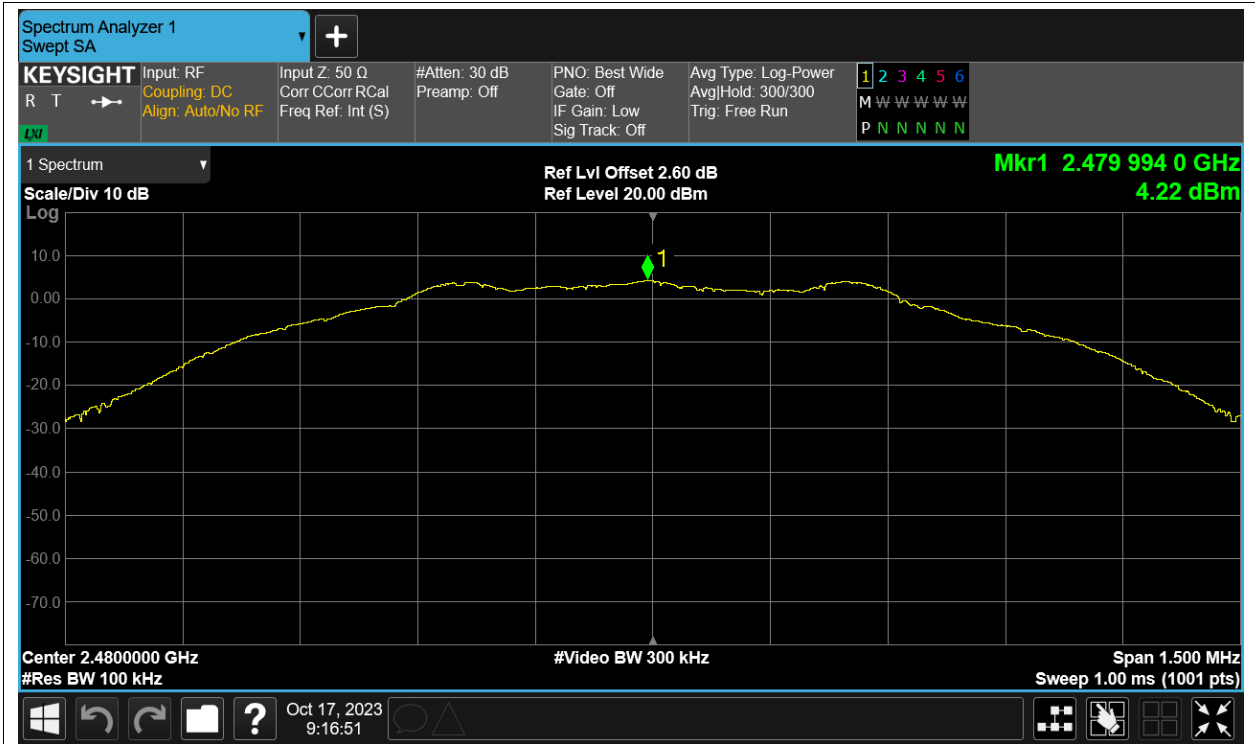 Spectrum Analyzer 1
Swept SA
+
KEYSIGHT
R T
LXI
Input: RF
Coupling: DC
Align: Auto/No RF
Input Z: 50 Ω
Corr CCorr RCal
Freq Ref: Int (S)
#Atten: 30 dB
Preamp: Off
PNO: Best Wide
Gate: Off
IF Gain: Low
Sig Track: Off
Avg Type: Log-Power
Avg|Hold: 300/300
Trig: Free Run
1 2 3 4 5 6
M W W W W W
P N N N N N
1 Spectrum
Scale/Div 10 dB
Log
Ref Lvl Offset 2.60 dB
Ref Level 20.00 dBm
Mkr1 2.479 994 0 GHz
4.22 dBm
1
10.0
0.00
-10.0
-20.0
-30.0
-40.0
-50.0
-60.0
-70.0
Center 2.4800000 GHz
#Res BW 100 kHz
#Video BW 300 kHz
Span 1.500 MHz
Sweep 1.00 ms (1001 pts)
?
Oct 17, 2023
9:16:51